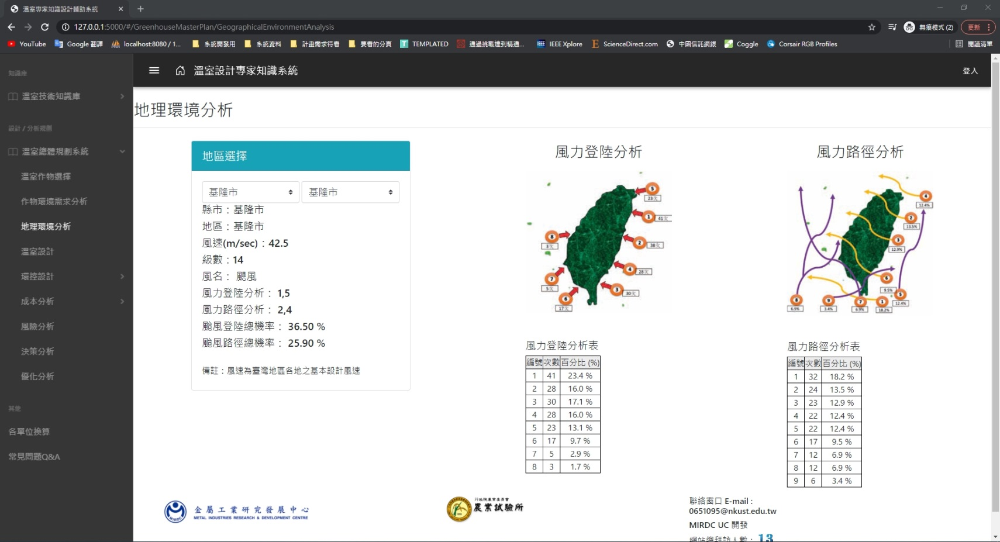 溫室專家知識設計輔助系統
127.0.0.1:5000/#/GreenhouseMasterPlan/GeographicalEnvironmentAnalysis
無痕模式 (2)
更新
YouTube
Google 翻譯
localhost:8080 / 1...
系統開發用
系統資料
計畫需求待看
要看的分頁
TEMPLATED
通過挑戰達到精通...
IEEE Xplore
ScienceDirect.com
中國信託網銀
Coggle
Corsair RGB Profiles
閱讀清單
知識庫
溫室技術知識庫
設計 / 分析規劃
溫室總體規劃系統
溫室作物選擇
作物環境需求分析
地理環境分析
溫室設計
環控設計
成本分析
風險分析
決策分析
優化分析
其他
各單位換算
常見問題Q&A
溫室設計專家知識系統
登入
地理環境分析
地區選擇
基隆市 基隆市
縣市：基隆市
地區：基隆市
風速(m/sec)：42.5
級數：14
風名： 颶風
風力登陸分析： 1,5
風力路徑分析： 2,4
颱風登陸總機率： 36.50 %
颱風路徑總機率： 25.90 %
備註：風速為臺灣地區各地之基本設計風速
風力登陸分析
5
23次
1
41次
2
38次
4
28次
3
30次
8
3次
7
5次
6
17次
風力登陸分析表
編號 次數 百分比 (%)
1 41 23.4 %
2 28 16.0 %
3 30 17.1 %
4 28 16.0 %
5 23 13.1 %
6 17 9.7 %
7 5 2.9 %
8 3 1.7 %
風力路徑分析
4
12.4%
2
13.5%
3
12.9%
6
9.5%
5
12.4%
8
6.9%
9
3.4%
7
6.9%
1
18.2%
風力路徑分析表
編號 次數 百分比 (%)
1 32 18.2 %
2 24 13.5 %
3 23 12.9 %
4 22 12.4 %
5 22 12.4 %
6 17 9.5 %
7 12 6.9 %
8 12 6.9 %
9 6 3.4 %
MIRDC
金屬工業研究發展中心
METAL INDUSTRIES RESEARCH & DEVELOPMENT CENTRE
行政院農業委員會
農業試驗所
聯絡窗口 E-mail :
0651095@nkust.edu.tw
MIRDC UC 開發
網站總拜訪人數： 13